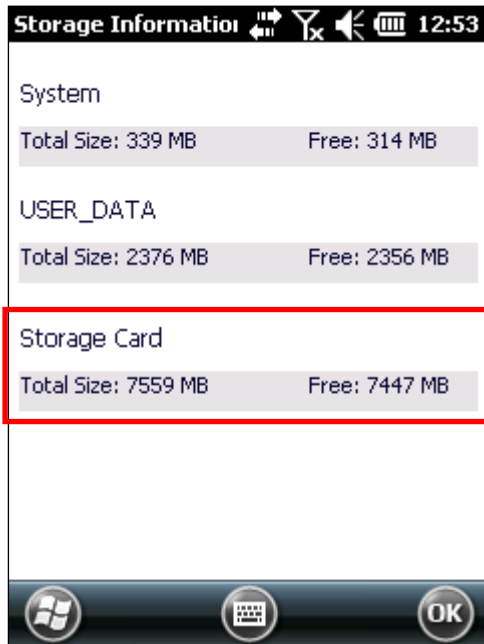 Storage Informatio 12:53
System
Total Size: 339 MB Free: 314 MB
USER_DATA
Total Size: 2376 MB Free: 2356 MB
Storage Card
Total Size: 7559 MB Free: 7447 MB
OK